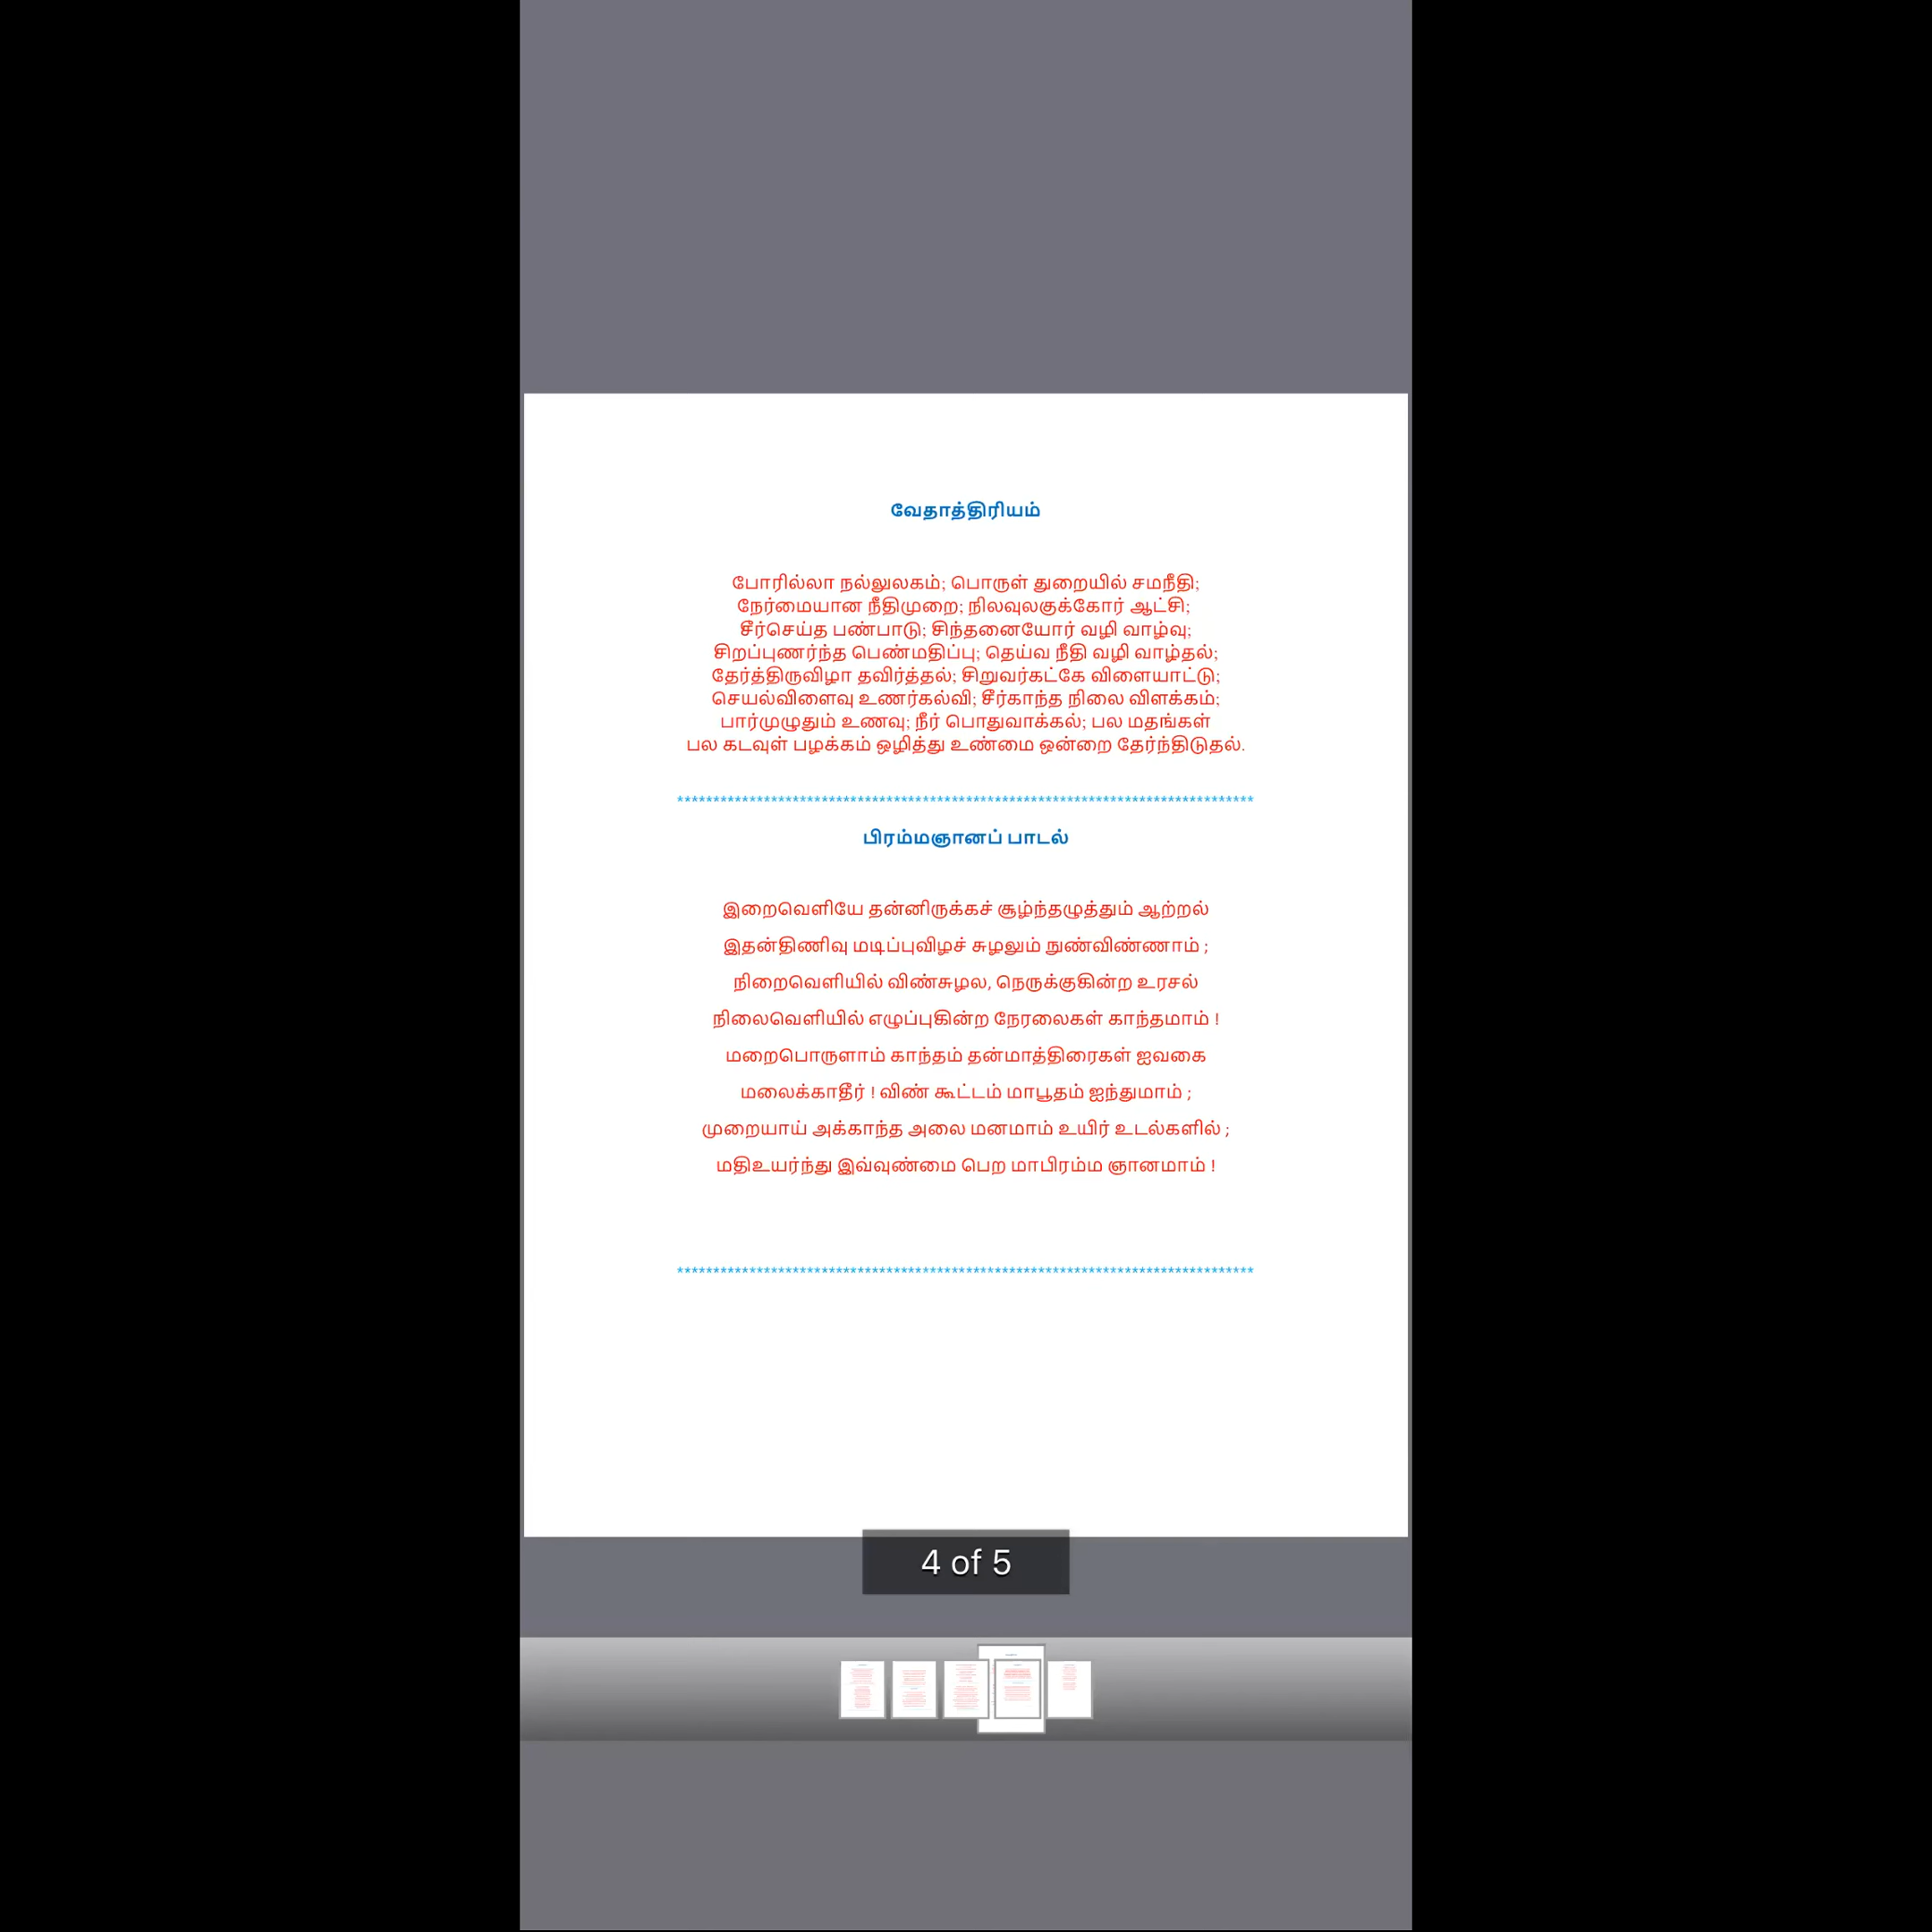 வேதாத்திரியம்
போரில்லா நல்லுலகம்; பொருள் துறையில் சமநீதி;
நேர்மையான நீதிமுறை; நிலவுலகுக்கோர் ஆட்சி;
சீர்செய்த பண்பாடு; சிந்தனையோர் வழி வாழ்வு;
சிறப்புணர்ந்த பெண்மதிப்பு; தெய்வ நீதி வழி வாழ்தல்;
தேர்த்திருவிழா தவிர்த்தல்; சிறுவர்கட்கே விளையாட்டு;
செயல்விளைவு உணர்கல்வி; சீர்காந்த நிலை விளக்கம்;
பார்முழுதும் உணவு; நீர் பொதுவாக்கல்; பல மதங்கள்
பல கடவுள் பழக்கம் ஒழித்து உண்மை ஒன்றை தேர்ந்திடுதல்.
********************************************************************************
பிரம்மஞானப் பாடல்
இறைவெளியே தன்னிருக்கச் சூழ்ந்தழுத்தும் ஆற்றல்
இதன்திணிவு மடிப்புவிழச் சுழலும் நுண்விண்ணாம் ;
நிறைவெளியில் விண்சுழல, நெருக்குகின்ற உரசல்
நிலைவெளியில் எழுப்புகின்ற நேரலைகள் காந்தமாம் !
மறைபொருளாம் காந்தம் தன்மாத்திரைகள் ஐவகை
மலைக்காதீர் ! விண் கூட்டம் மாபூதம் ஐந்துமாம் ;
முறையாய் அக்காந்த அலை மனமாம் உயிர் உடல்களில் ;
மதிஉயர்ந்து இவ்வுண்மை பெற மாபிரம்ம ஞானமாம் !
********************************************************************************
4 of 5